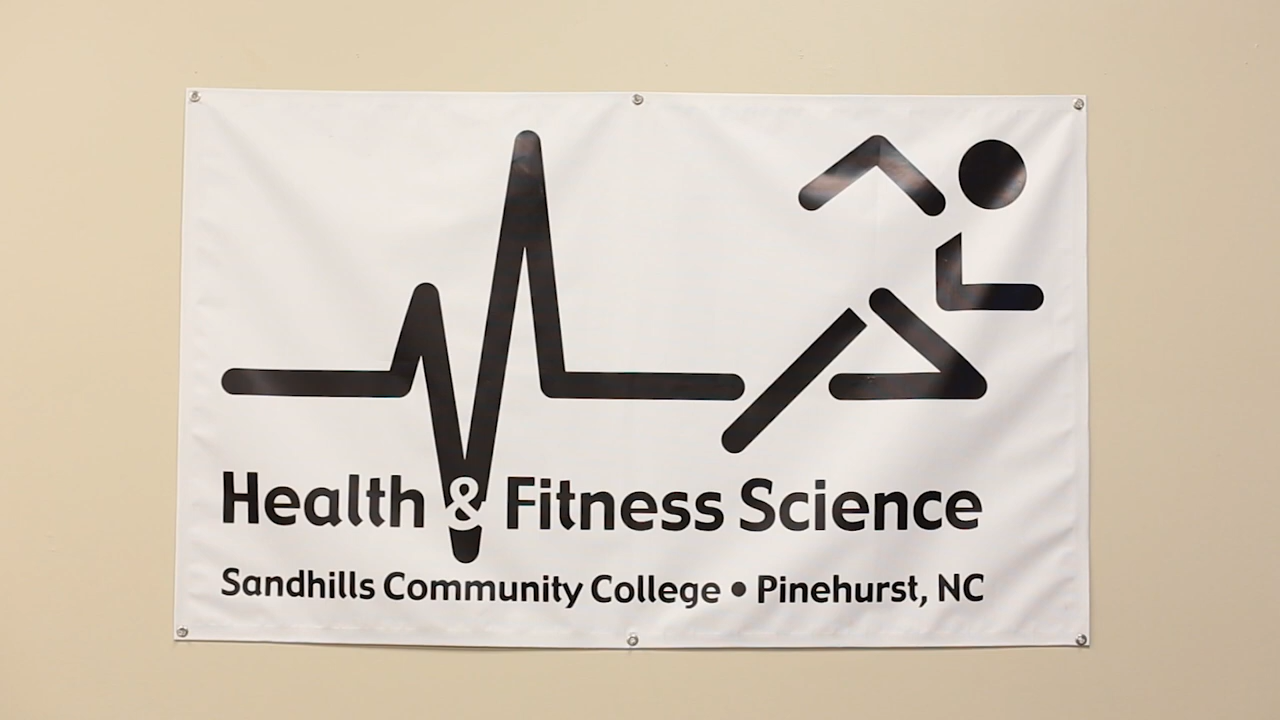 Health & Fitness Science
Sandhills Community College • Pinehurst, NC